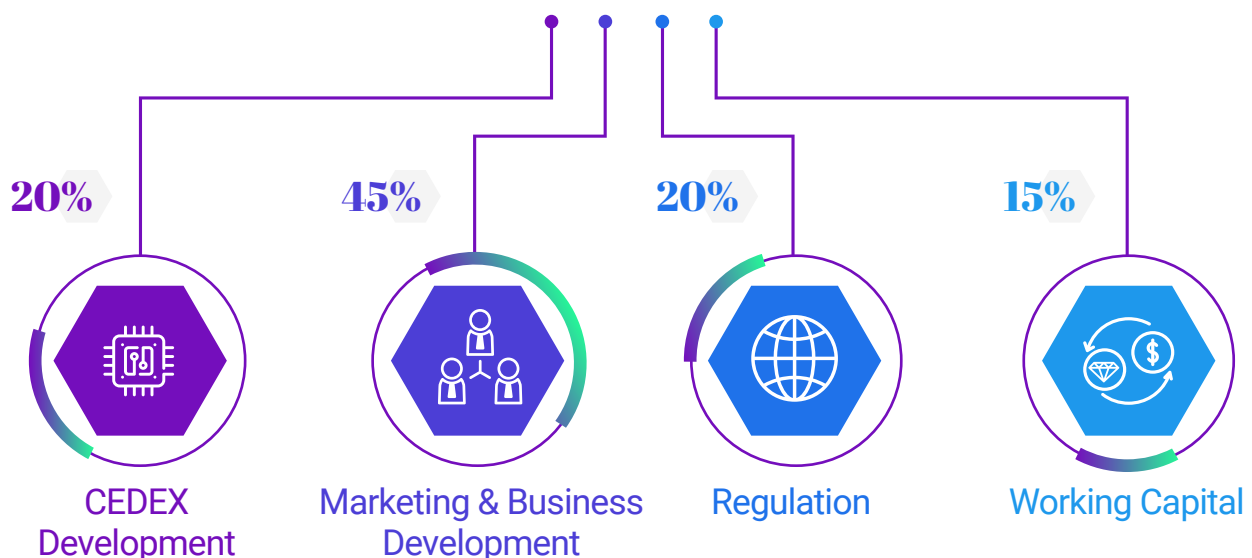 20%
45%
20%
15%
CEDEX
Development
Marketing & Business
Development
Regulation
Working Capital